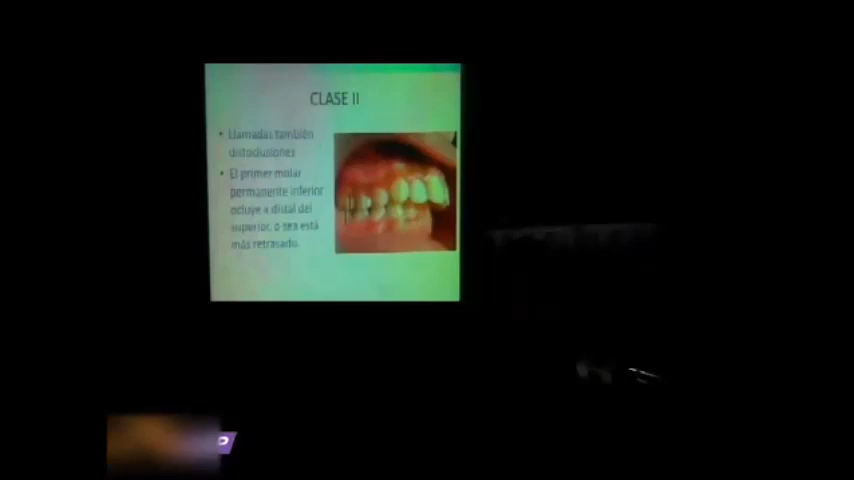 CLASE II
• Llamadas también
distoclusiones
• El primer molar
permanente inferior
ocluye a distal del
superior, o sea está
más retrasado.
P